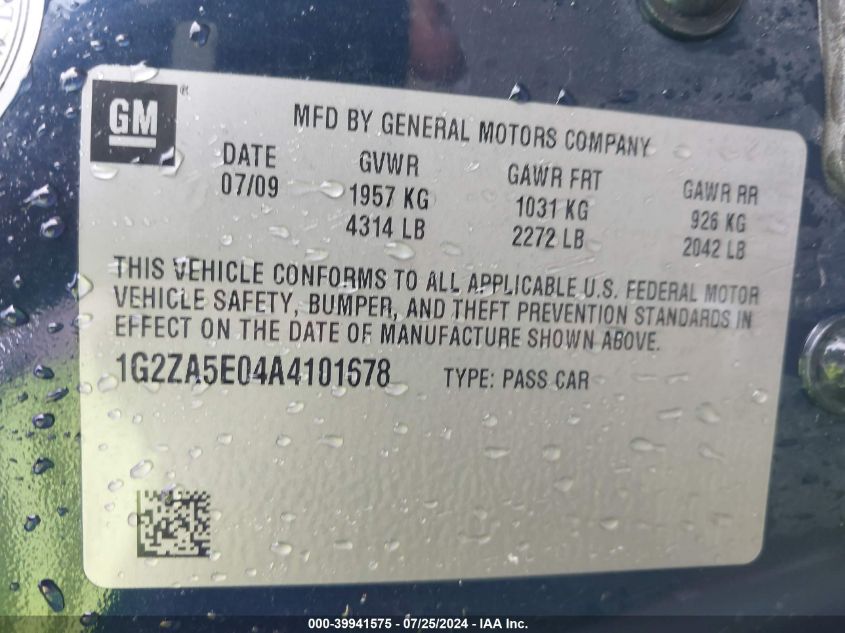 GM ®
MFD BY GENERAL MOTORS COMPANY
DATE GVWR GAWR FRT GAWR RR
07/09 1957 KG 1031 KG 926 KG
4314 LB 2272 LB 2042 LB
THIS VEHICLE CONFORMS TO ALL APPLICABLE U.S. FEDERAL MOTOR
VEHICLE SAFETY, BUMPER, AND THEFT PREVENTION STANDARDS IN
EFFECT ON THE DATE OF MANUFACTURE SHOWN ABOVE.
1G2ZA5E04A4101678 TYPE: PASS CAR
000-39941575 - 07/25/2024 - IAA Inc.